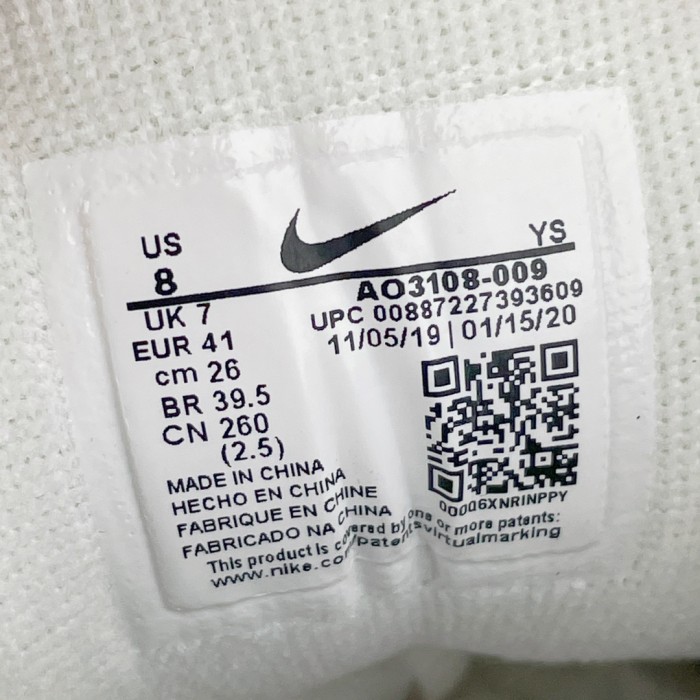 US
8
YS
AO3108-009
UPC 00887227393609
11/05/19 | 01/15/20
UK 7
EUR 41
cm 26
BR 39.5
CN 260
(2.5)
MADE IN CHINA
HECHO EN CHINA
FABRIQUE EN CHINE
FABRICADO NA CHINA
0DQQ6XNRINPPY
This product is covered by one or more patents:
www.nike.com/patentsvirtualmarking